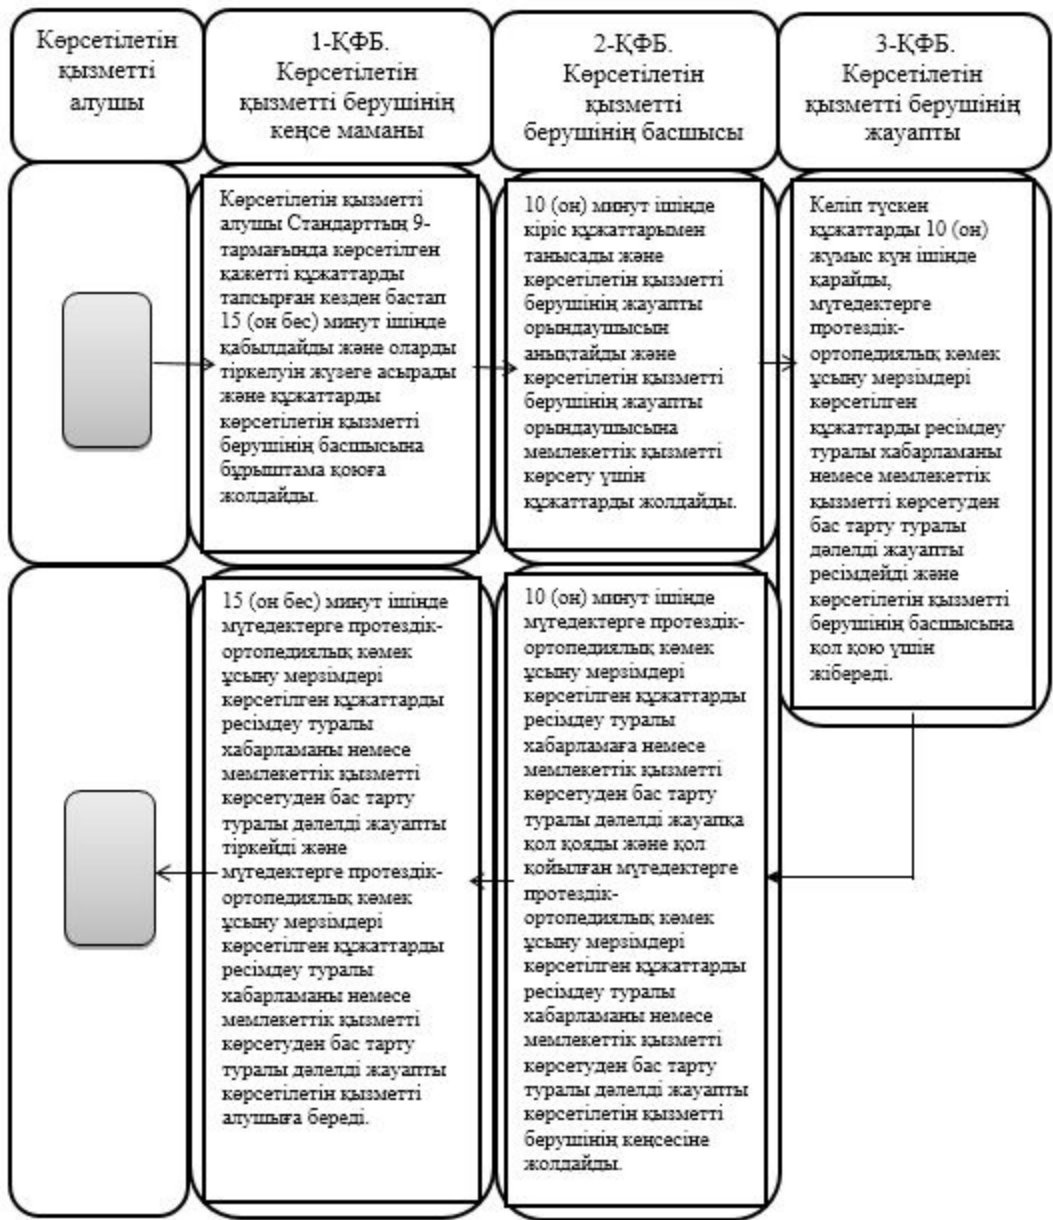 Көрсетілетін
қызметті
алушы
1-ҚФБ.
Көрсетілетін
қызметті берушінің
кеңсе маманы
2-ҚФБ.
Көрсетілетін
қызметті
берушінің басшысы
3-ҚФБ.
Көрсетілетін
қызметті берушінің
жауапты
Көрсетілетін қызметті
алушы Стандарттың 9-
тармағында көрсетілген
қажетті құжаттарды
тапсырған кезден бастап
15 (он бес) минут ішінде
қабылдайды және оларды
тіркелуін жүзеге асырады
және құжаттарды
көрсетілетін қызметті
берушінің басшысына
бұрыштама қоюға
жолдайды.
10 (он) минут ішінде
кіріс құжаттарымен
танысады және
көрсетілетін қызметті
берушінің жауапты
орындаушысын
анықтайды және
көрсетілетін қызметті
берушінің жауапты
орындаушысына
мемлекеттік қызметті
көрсету үшін
құжаттарды жолдайды.
Келіп түскен
құжаттарды 10 (он)
жұмыс күн ішінде
қарайды,
мүгедектерге
протездік-
ортопедиялық көмек
ұсыну мерзімдері
көрсетілген
құжаттарды ресімдеу
туралы хабарламаны
немесе мемлекеттік
қызметті көрсетуден
бас тарту туралы
дәлелді жауапты
ресімдейді және
көрсетілетін қызметті
берушінің басшысына
қол қою үшін
жібереді.
15 (он бес) минут ішінде
мүгедектерге протездік-
ортопедиялық көмек
ұсыну мерзімдері
көрсетілген құжаттарды
ресімдеу туралы
хабарламаны немесе
мемлекеттік қызметті
көрсетуден бас тарту
туралы дәлелді жауапты
тіркейді және
мүгедектерге протездік-
ортопедиялық көмек
ұсыну мерзімдері
көрсетілген құжаттарды
ресімдеу туралы
хабарламаны немесе
мемлекеттік қызметті
көрсетуден бас тарту
туралы дәлелді жауапты
көрсетілетін қызметті
алушыға береді.
10 (он) минут ішінде
мүгедектерге протездік-
ортопедиялық көмек
ұсыну мерзімдері
көрсетілген құжаттарды
ресімдеу туралы
хабарламаға немесе
мемлекеттік қызметті
көрсетуден бас тарту
туралы дәлелді жауапқа
қол қояды және қол
қойылған мүгедектерге
протездік-
ортопедиялық көмек
ұсыну мерзімдері
көрсетілген құжаттарды
ресімдеу туралы
хабарламаны немесе
мемлекеттік қызметті
көрсетуден бас тарту
туралы дәлелді жауапты
көрсетілетін қызметті
берушінің кеңсесіне
жолдайды.